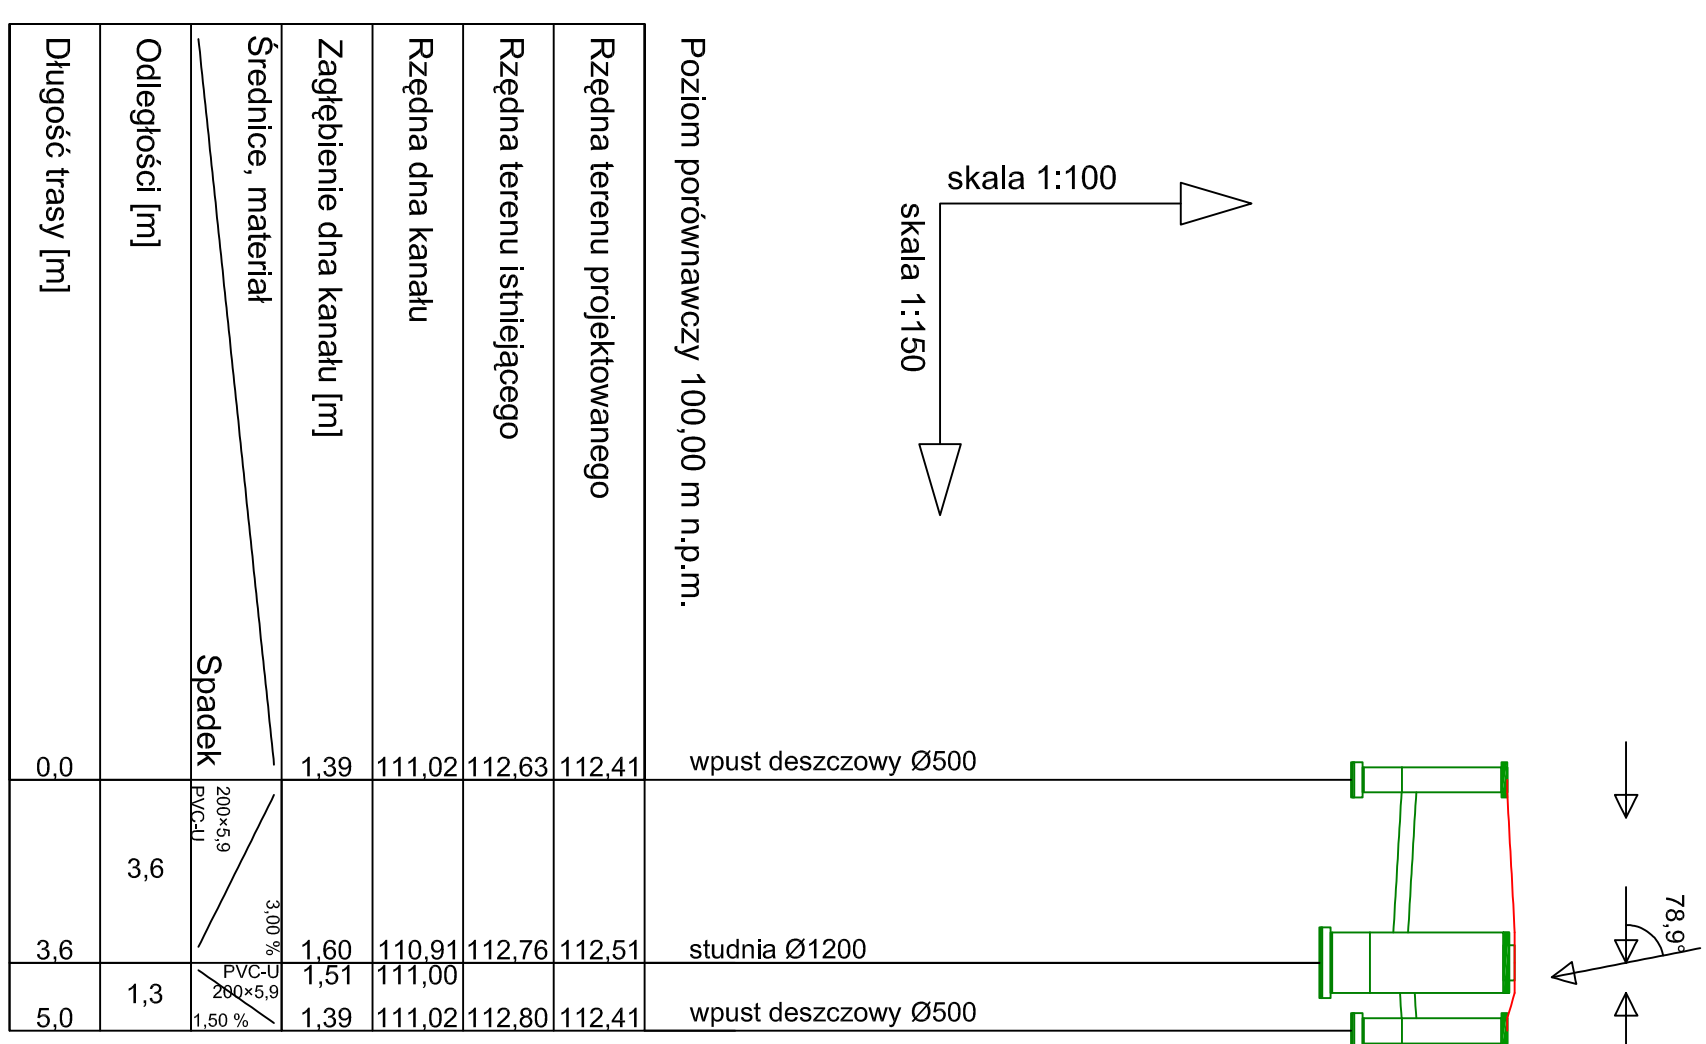 skala 1:100
skala 1:150
Poziom porównawczy 100,00 m n.p.m.
Rzędna terenu projektowanego
112,41
112,51
112,41
Rzędna terenu istniejącego
112,63
112,76
112,80
Rzędna dna kanału
111,02
110,91
111,00
111,02
Zagłębienie dna kanału [m]
1,39
1,60
1,51
1,39
Średnice, materiał
Spadek
200×5,9
PVC-U
3,00 %
PVC-U
200×5,9
1,50 %
Odległości [m]
3,6
1,3
Długość trasy [m]
0,0
3,6
5,0
wpust deszczowy Ø500
studnia Ø1200
wpust deszczowy Ø500
78,9°